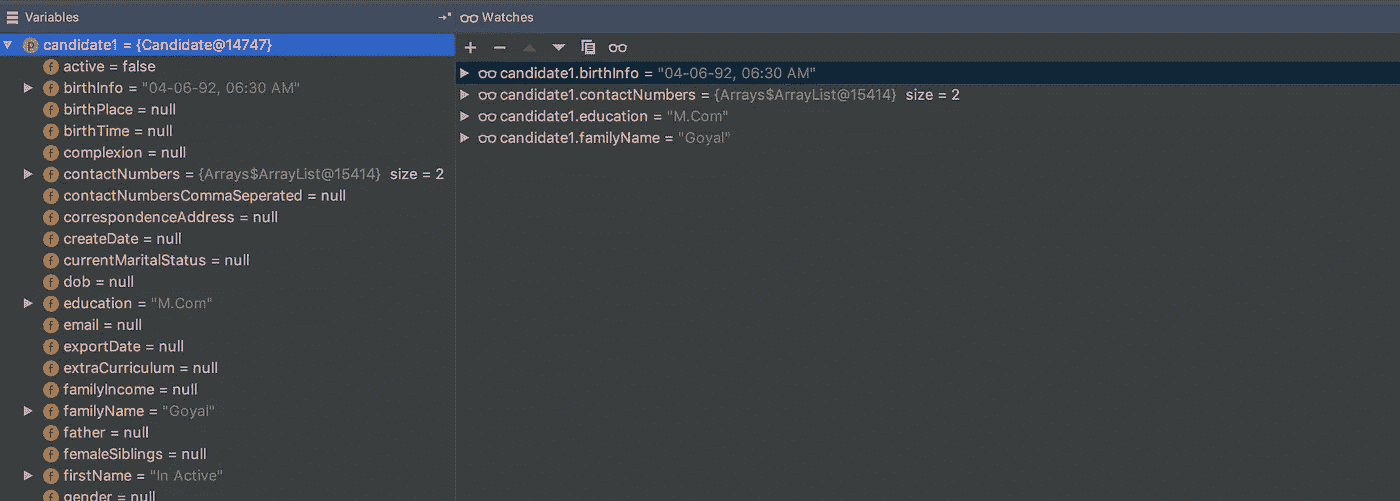 Variables
candidate1 = {Candidate@14747}
active = false
birthInfo = "04-06-92, 06:30 AM"
birthPlace = null
birthTime = null
complexion = null
contactNumbers = {Arrays$ArrayList@15414} size = 2
contactNumbersCommaSeperated = null
correspondenceAddress = null
createDate = null
currentMaritalStatus = null
dob = null
education = "M.Com"
email = null
exportDate = null
extraCurriculum = null
familyIncome = null
familyName = "Goyal"
father = null
femaleSiblings = null
firstName = "In Active"
gender = null
Watches
candidate1.birthInfo = "04-06-92, 06:30 AM"
candidate1.contactNumbers = {Arrays$ArrayList@15414} size = 2
candidate1.education = "M.Com"
candidate1.familyName = "Goyal"